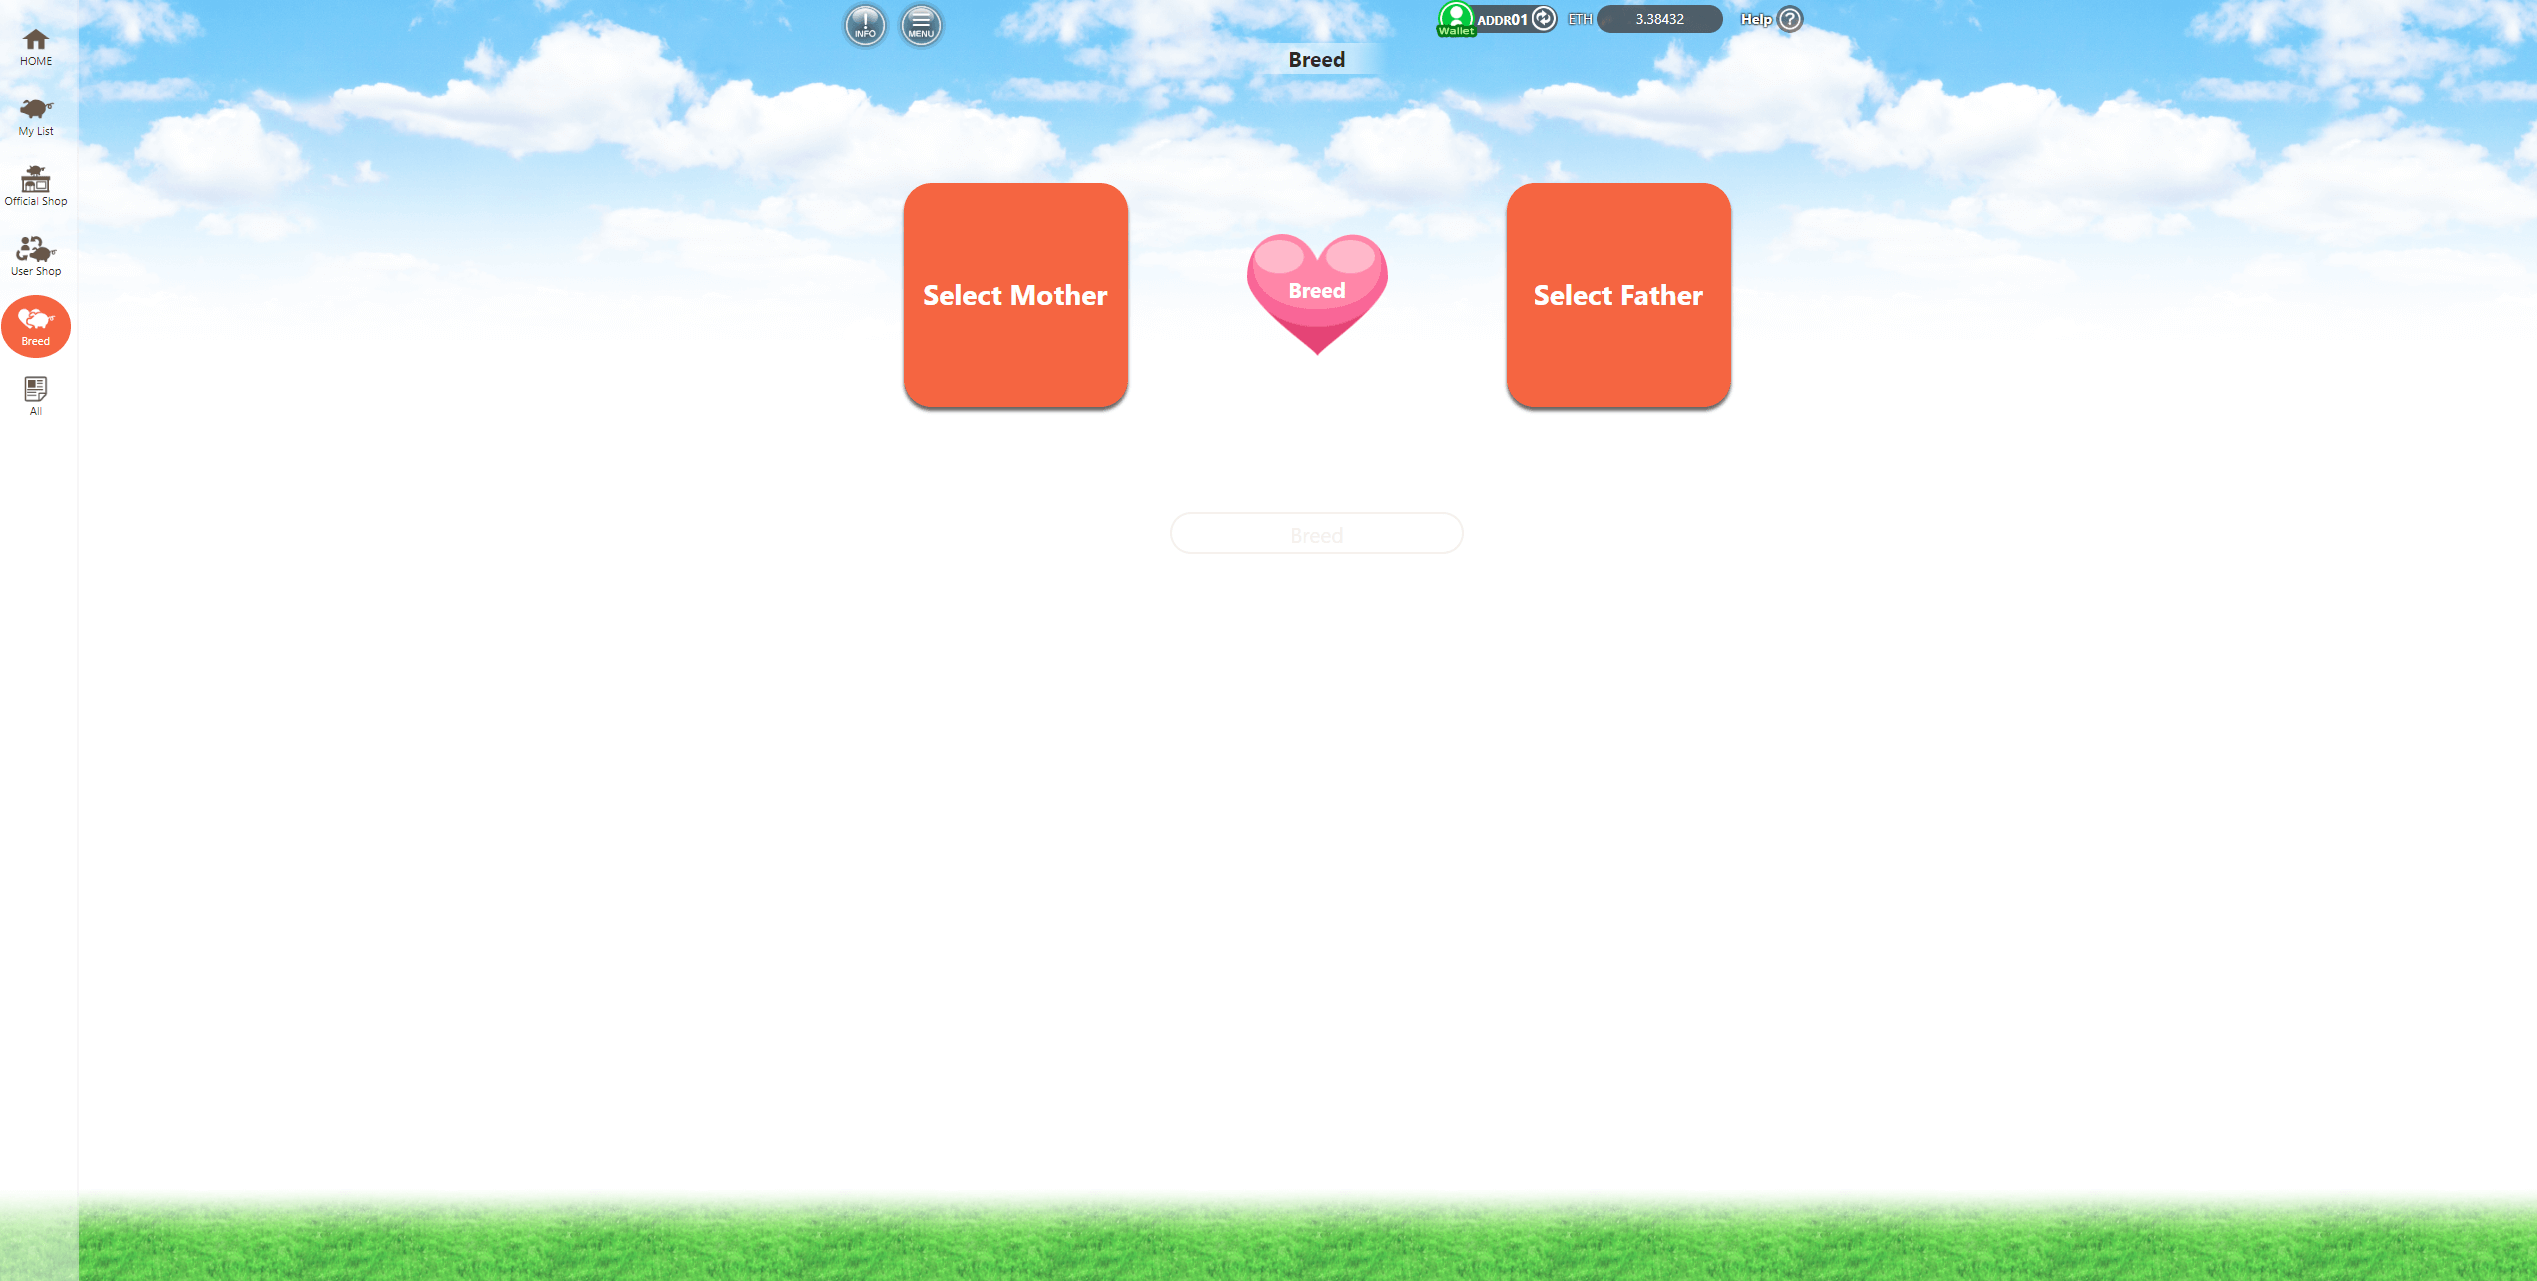 HOME
My List
Official Shop
User Shop
Breed
All
INFO
MENU
Wallet
ADDR01
ETH
3.38432
Help ?
Breed
Select Mother
Breed
Select Father
Breed